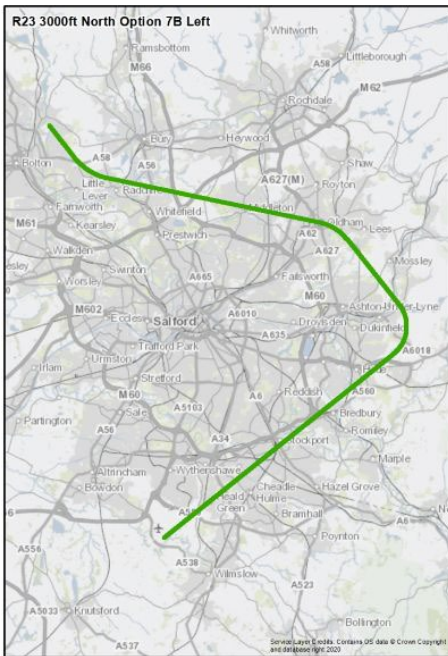 R23 3000ft North Option 7B Left
Whitworth
Ramsbottom
Littleborough
A58
M66
M62
Rochdale
Bury
Heywood
Bolton
A58
A56
Shaw
Little
Lever
A627(M)
Royton
Farnworth
Whitefield
Oldham
M61
Kearsley
A62
Lees
Prestwich
A627
Walkden
Swinton
A665
Failsworth
Mossley
Worsley
M60
M602
Eccles
Salford
A6010
Ashton-Under-Lyne
Droylsden
Dukinfield
Trafford Park
A635
A6018
Urmston
Irlam
Stretford
Hyde
M60
Reddish
A560
Sale
A5103
A6
Bredbury
Partington
Romiley
A34
Stockport
A56
Marple
Altrincham
Wythenshawe
Cheadle
Hazel Grove
Bowdon
Hulme
Green
Bramhall
A6
A556
Poynton
A538
Wilmslow
A523
A5033
Knutsford
Bollington
A537
Service Layer Credits: Contains OS data © Crown Copyright
and database right 2020